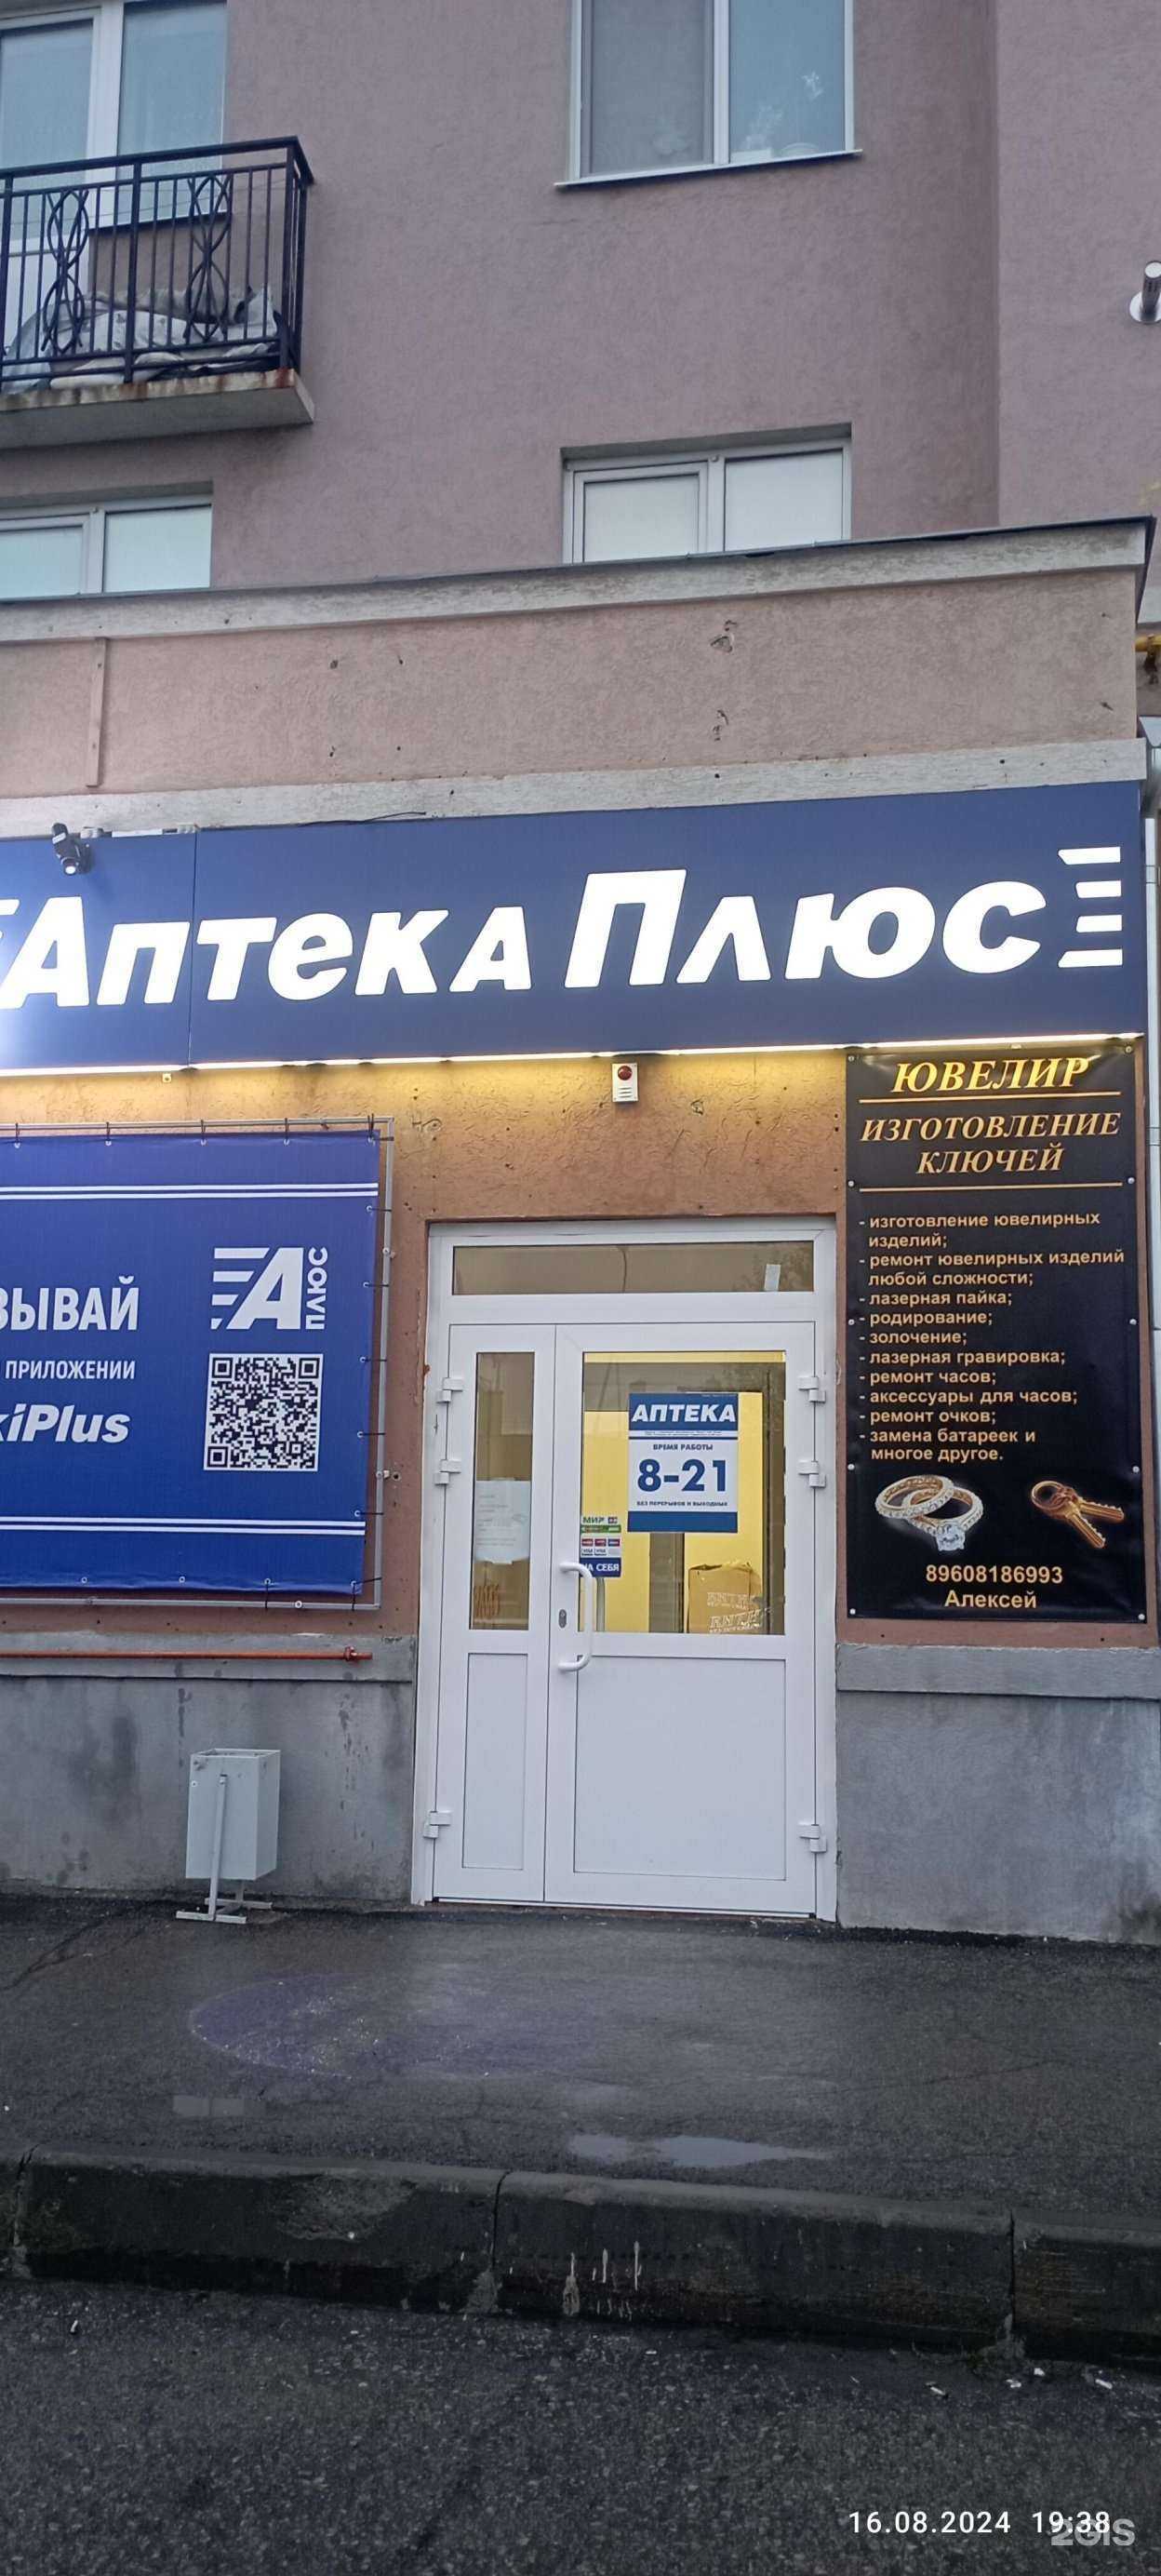 Аптека Плюс
ЗЫВАЙ
ПРИЛОЖЕНИИ
kiPlus
А ПЛЮС
ЮВЕЛИР
ИЗГОТОВЛЕНИЕ
КЛЮЧЕЙ
- изготовление ювелирных
изделий;
- ремонт ювелирных изделий
любой сложности;
- лазерная пайка;
- родирование;
- золочение;
- лазерная гравировка;
- ремонт часов;
- аксессуары для часов;
- ремонт очков;
- замена батареек и
многое другое.
89608186993
Алексей
АПТЕКА
ВРЕМЯ РАБОТЫ
8-21
БЕЗ ПЕРЕРЫВОВ И ВЫХОДНЫХ
МИР
НА СЕБЯ
16.08.2024 19:38
2GIS